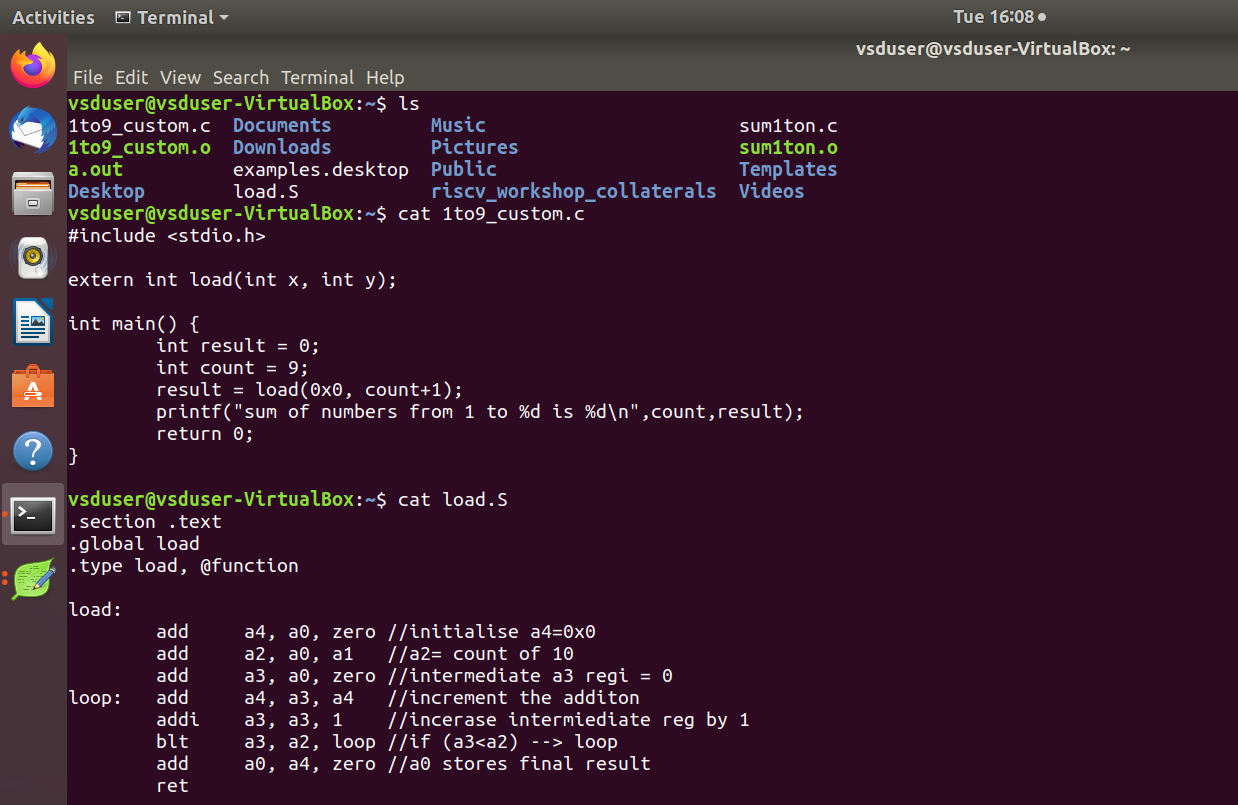 Activities Terminal Tue 16:08
vsduser@vsduser-VirtualBox: ~
File Edit View Search Terminal Help
vsduser@vsduser-VirtualBox:~$ ls
1to9_custom.c  Documents         Music                       sum1ton.c
1to9_custom.o  Downloads         Pictures                    sum1ton.o
a.out          examples.desktop  Public                      Templates
Desktop        load.S            riscv_workshop_collaterals  Videos
vsduser@vsduser-VirtualBox:~$ cat 1to9_custom.c
#include <stdio.h>

extern int load(int x, int y);

int main() {
        int result = 0;
        int count = 9;
        result = load(0x0, count+1);
        printf("sum of numbers from 1 to %d is %d\n",count,result);
        return 0;
}

vsduser@vsduser-VirtualBox:~$ cat load.S
.section .text
.global load
.type load, @function

load:
        add     a4, a0, zero //initialise a4=0x0
        add     a2, a0, a1   //a2= count of 10
        add     a3, a0, zero //intermediate a3 regi = 0
loop:   add     a4, a3, a4   //increment the additon
        addi    a3, a3, 1    //incerase intermiediate reg by 1
        blt     a3, a2, loop //if (a3<a2) --> loop
        add     a0, a4, zero //a0 stores final result
        ret